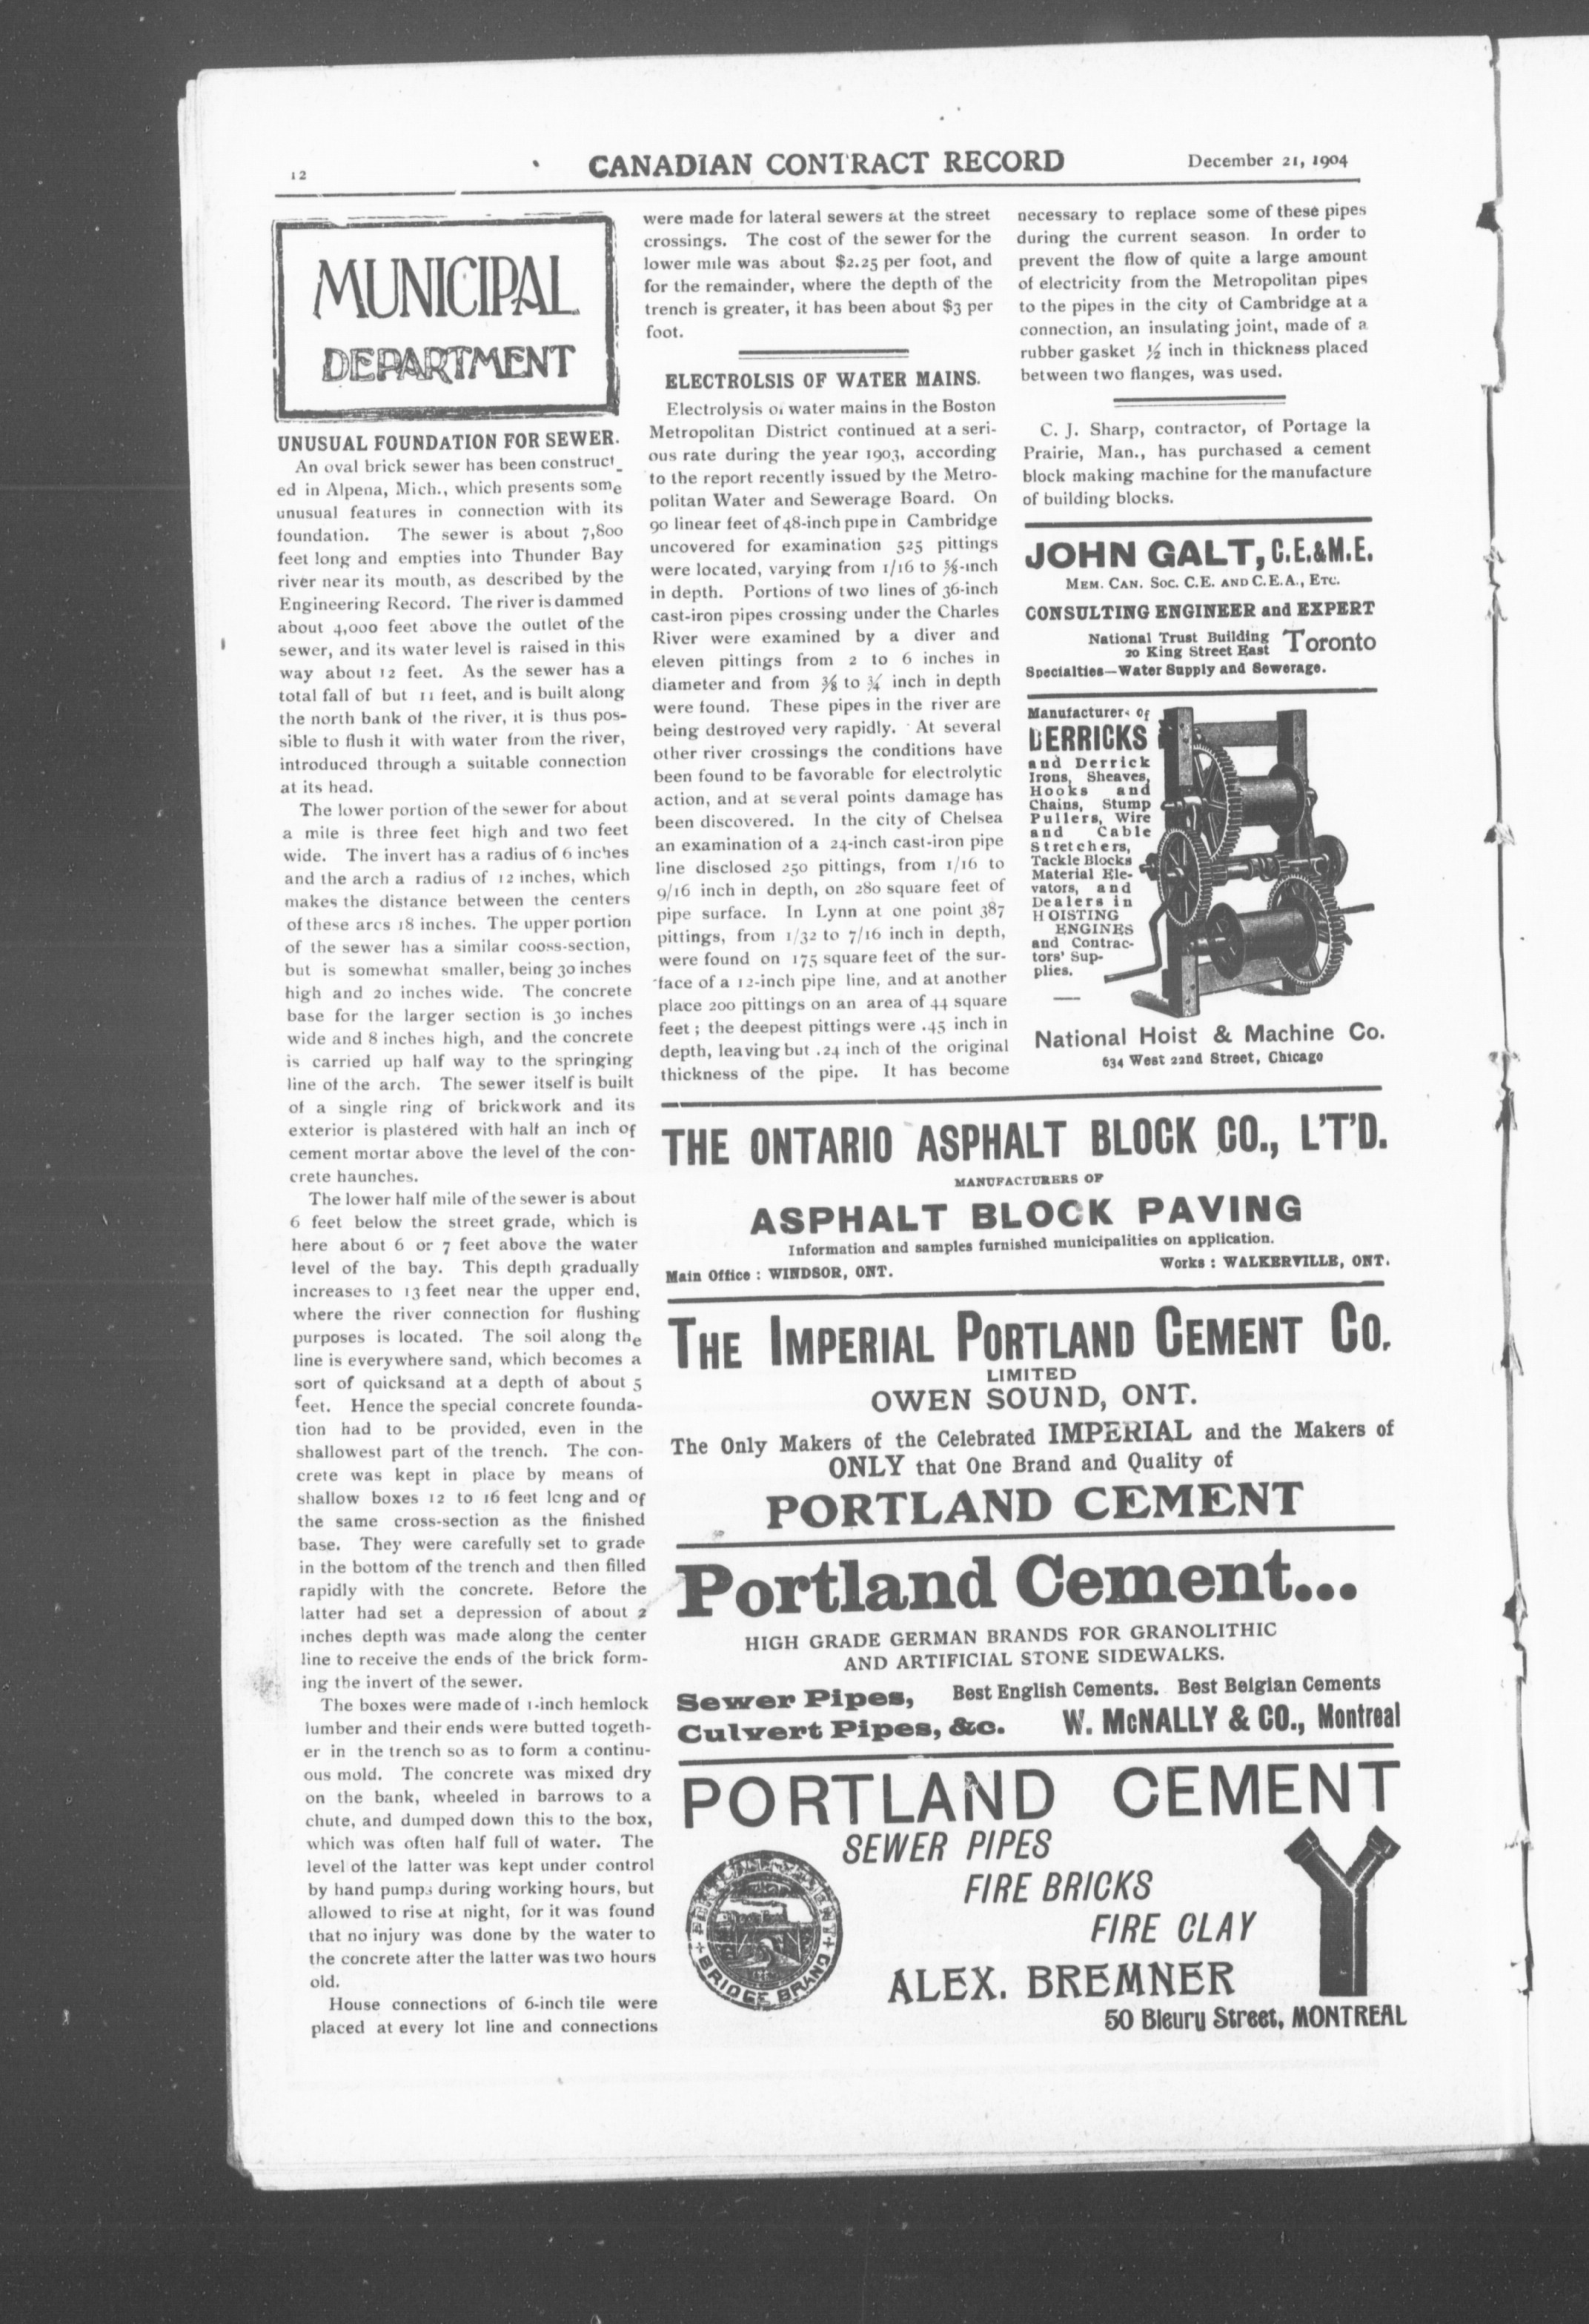 12
CANADIAN CONTRACT RECORD
December 21, 1904
MUNICIPAL
DEPARTMENT
UNUSUAL FOUNDATION FOR SEWER.
An oval brick sewer has been construct_
ed in Alpena, Mich., which presents some
unusual features in connection with its
foundation. The sewer is about 7,800
feet long and empties into Thunder Bay
river near its mouth, as described by the
Engineering Record. The river is dammed
about 4,000 feet above the outlet of the
sewer, and its water level is raised in this
way about 12 feet. As the sewer has a
total fall of but 11 feet, and is built along
the north bank of the river, it is thus pos-
sible to flush it with water from the river,
introduced through a suitable connection
at its head.
The lower portion of the sewer for about
a mile is three feet high and two feet
wide. The invert has a radius of 6 inches
and the arch a radius of 12 inches, which
makes the distance between the centers
of these arcs 18 inches. The upper portion
of the sewer has a similar cooss-section,
but is somewhat smaller, being 30 inches
high and 20 inches wide. The concrete
base for the larger section is 30 inches
wide and 8 inches high, and the concrete
is carried up half way to the springing
line of the arch. The sewer itself is built
of a single ring of brickwork and its
exterior is plastered with half an inch of
cement mortar above the level of the con-
crete haunches.
The lower half mile of the sewer is about
6 feet below the street grade, which is
here about 6 or 7 feet above the water
level of the bay. This depth gradually
increases to 13 feet near the upper end,
where the river connection for flushing
purposes is located. The soil along the
line is everywhere sand, which becomes a
sort of quicksand at a depth of about 5
feet. Hence the special concrete founda-
tion had to be provided, even in the
shallowest part of the trench. The con-
crete was kept in place by means of
shallow boxes 12 to 16 feet long and of
the same cross-section as the finished
base. They were carefully set to grade
in the bottom of the trench and then filled
rapidly with the concrete. Before the
latter had set a depression of about 2
inches depth was made along the center
line to receive the ends of the brick form-
ing the invert of the sewer.
The boxes were made of 1-inch hemlock
lumber and their ends were butted togeth-
er in the trench so as to form a continu-
ous mold. The concrete was mixed dry
on the bank, wheeled in barrows to a
chute, and dumped down this to the box,
which was often half full of water. The
level of the latter was kept under control
by hand pumps during working hours, but
allowed to rise at night, for it was found
that no injury was done by the water to
the concrete after the latter was two hours
old.
House connections of 6-inch tile were
placed at every lot line and connections
were made for lateral sewers at the street
crossings. The cost of the sewer for the
lower mile was about $2.25 per foot, and
for the remainder, where the depth of the
trench is greater, it has been about $3 per
foot.
ELECTROLSIS OF WATER MAINS.
Electrolysis of water mains in the Boston
Metropolitan District continued at a seri-
ous rate during the year 1903, according
to the report recently issued by the Metro-
politan Water and Sewerage Board. On
90 linear feet of 48-inch pipe in Cambridge
uncovered for examination 525 pittings
were located, varying from 1/16 to ⅝-inch
in depth. Portions of two lines of 36-inch
cast-iron pipes crossing under the Charles
River were examined by a diver and
eleven pittings from 2 to 6 inches in
diameter and from ⅜ to ¾ inch in depth
were found. These pipes in the river are
being destroyed very rapidly. At several
other river crossings the conditions have
been found to be favorable for electrolytic
action, and at several points damage has
been discovered. In the city of Chelsea
an examination of a 24-inch cast-iron pipe
line disclosed 250 pittings, from 1/16 to
9/16 inch in depth, on 280 square feet of
pipe surface. In Lynn at one point 387
pittings, from 1/32 to 7/16 inch in depth,
were found on 175 square feet of the sur-
face of a 12-inch pipe line, and at another
place 200 pittings on an area of 44 square
feet; the deepest pittings were .45 inch in
depth, leaving but .24 inch of the original
thickness of the pipe. It has become
necessary to replace some of these pipes
during the current season. In order to
prevent the flow of quite a large amount
of electricity from the Metropolitan pipes
to the pipes in the city of Cambridge at a
connection, an insulating joint, made of a
rubber gasket ½ inch in thickness placed
between two flanges, was used.
C. J. Sharp, contractor, of Portage la
Prairie, Man., has purchased a cement
block making machine for the manufacture
of building blocks.
JOHN GALT, C.E.&M.E.
MEM. CAN. SOC. C.E. AND C.E.A., ETC.
CONSULTING ENGINEER and EXPERT
National Trust Building
20 King Street East
Toronto
Specialties—Water Supply and Sewerage.
Manufacturers of
DERRICKS
and Derrick
Irons, Sheaves,
Hooks and
Chains, Stump
Pullers, Wire
and Cable
Stretchers,
Tackle Blocks
Material Ele-
vators, and
Dealers in
HOISTING
ENGINES
and Contrac-
tors' Sup-
plies.
National Hoist & Machine Co.
634 West 22nd Street, Chicago
THE ONTARIO ASPHALT BLOCK CO., L'T'D.
MANUFACTURERS OF
ASPHALT BLOCK PAVING
Information and samples furnished municipalities on application.
Main Office : WINDSOR, ONT.
Works : WALKERVILLE, ONT.
THE IMPERIAL PORTLAND CEMENT CO.
LIMITED
OWEN SOUND, ONT.
The Only Makers of the Celebrated IMPERIAL and the Makers of
ONLY that One Brand and Quality of
PORTLAND CEMENT
Portland Cement...
HIGH GRADE GERMAN BRANDS FOR GRANOLITHIC
AND ARTIFICIAL STONE SIDEWALKS.
Sewer Pipes,
Culvert Pipes, &c.
Best English Cements. Best Belgian Cements
W. McNALLY & CO., Montreal
PORTLAND CEMENT
SEWER PIPES
FIRE BRICKS
FIRE CLAY
PORTLAND CEMENT
BRIDGE BRAND
ALEX. BREMNER
50 Bleury Street, MONTREAL